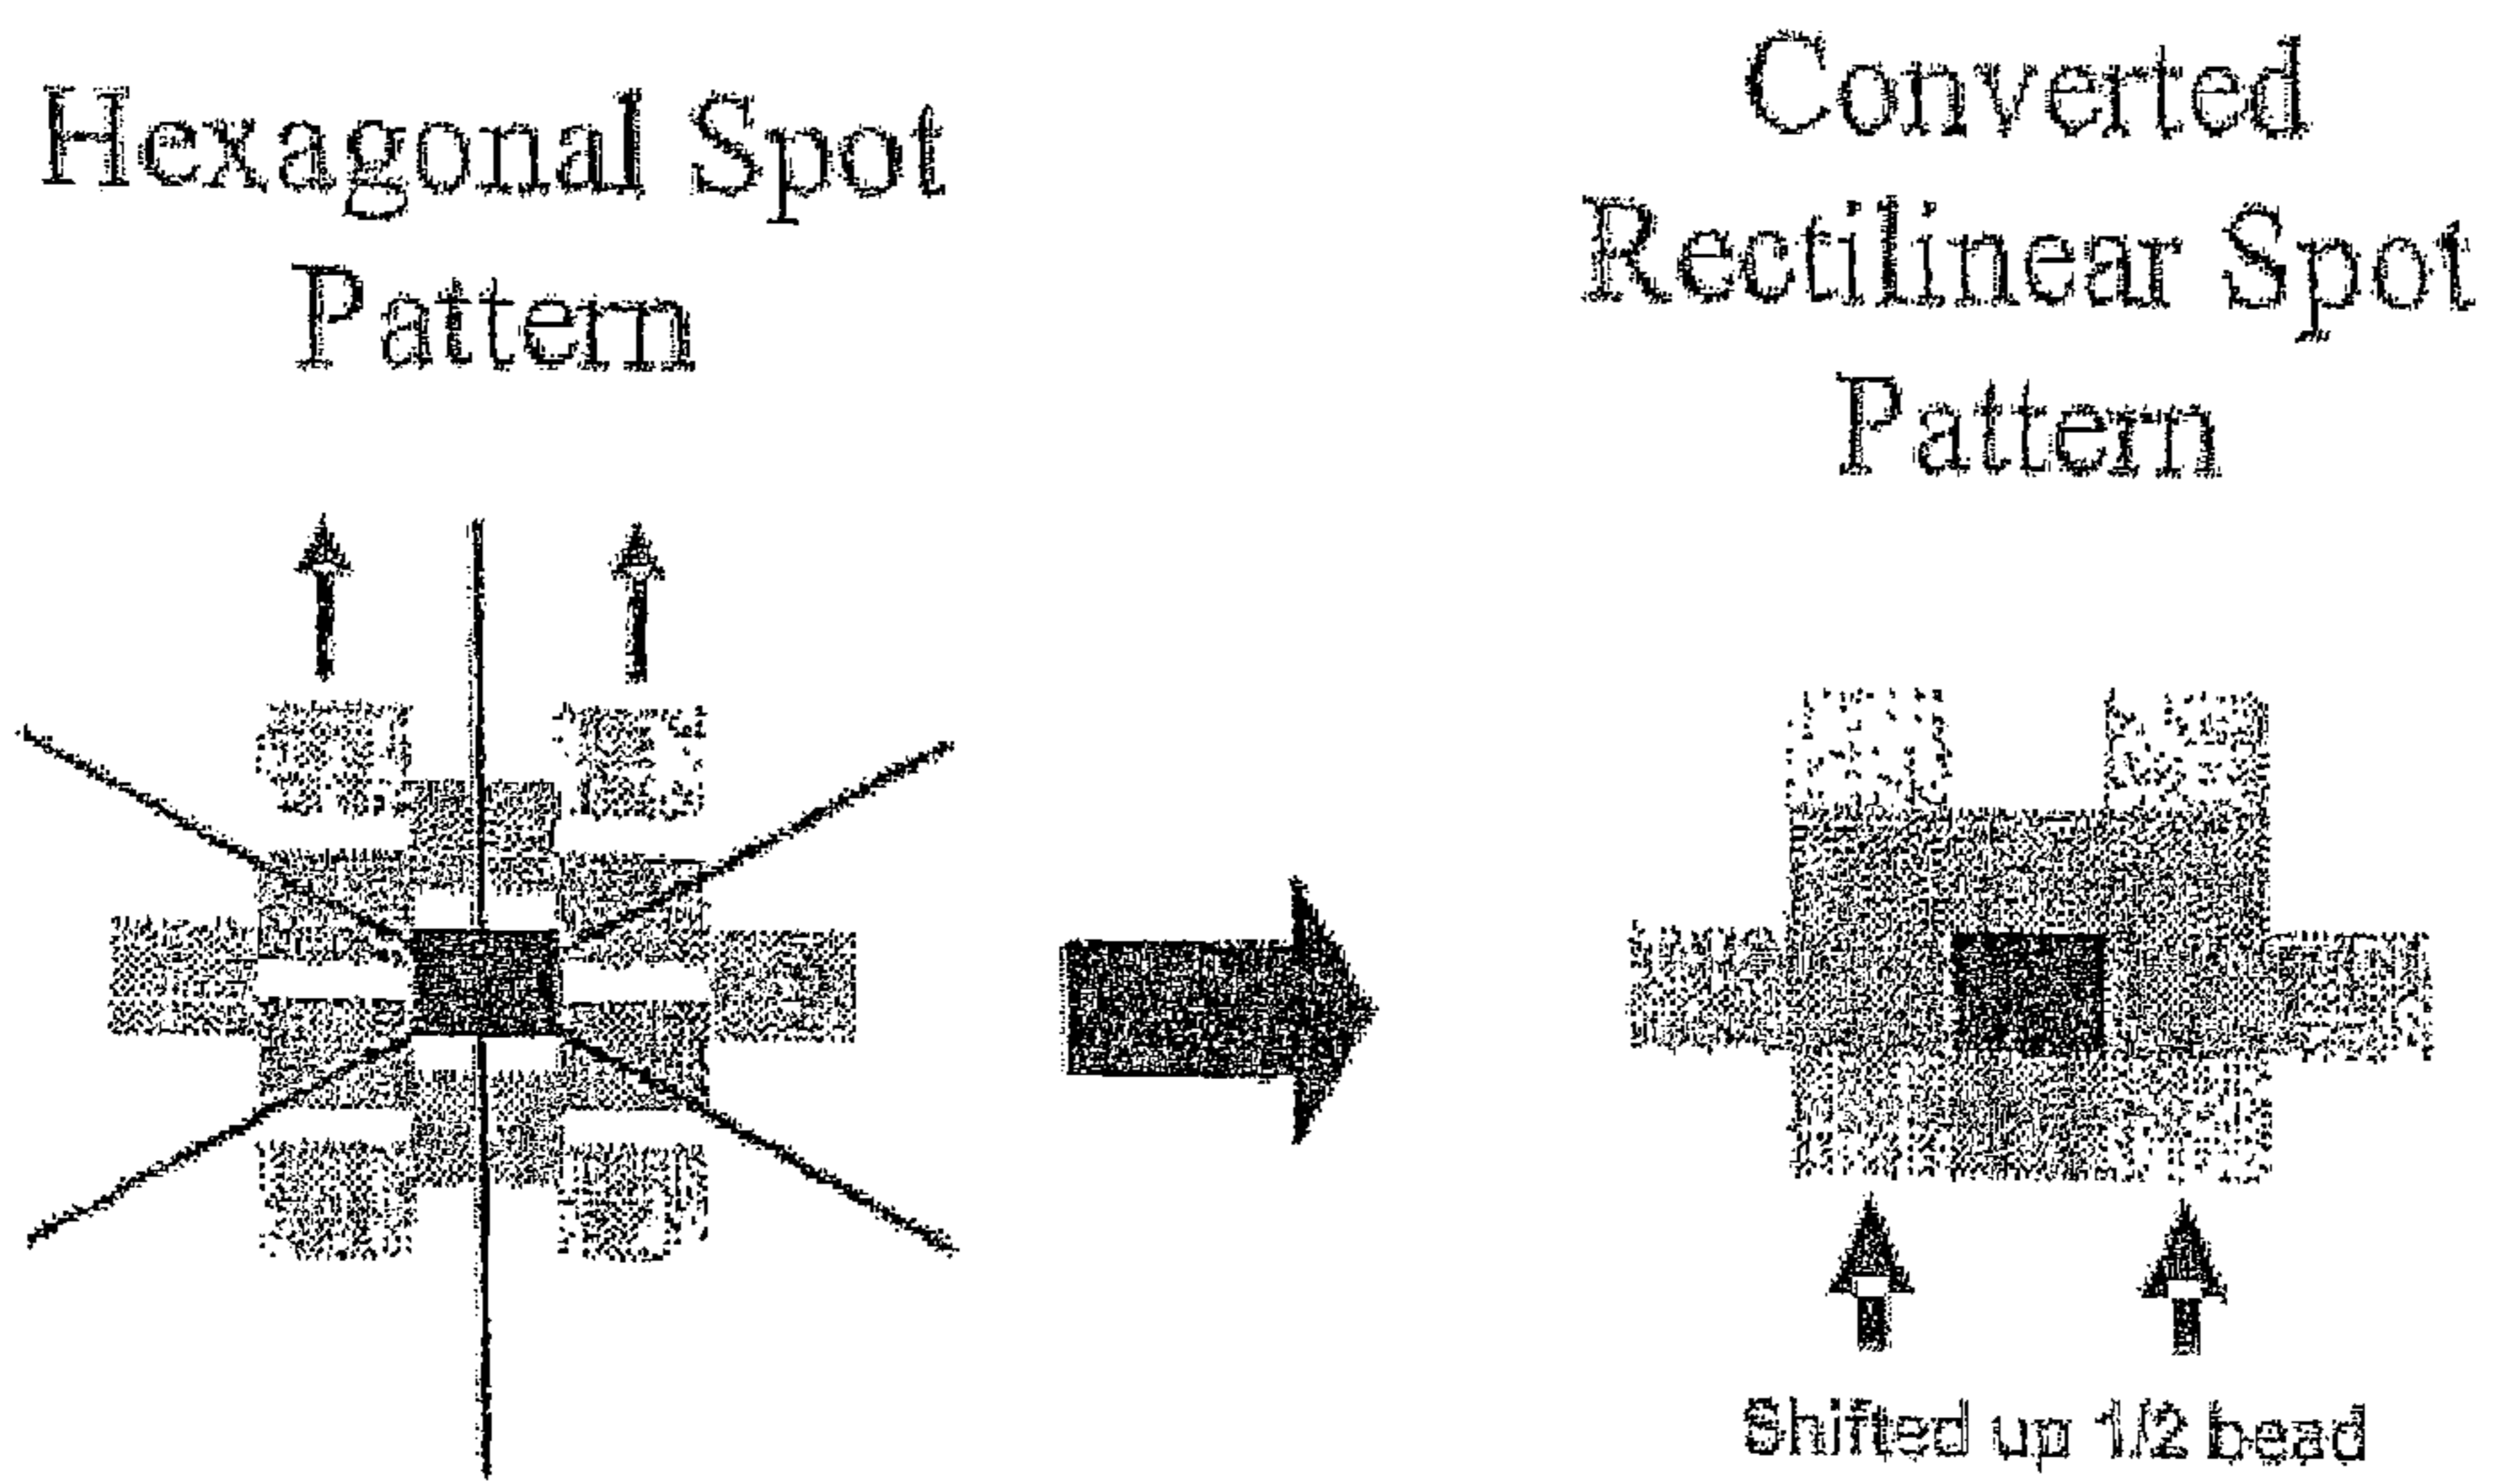 Hexagonal Spot
Pattern
Converted
Rectilinear Spot
Pattern
Shifted up 1/2 bead